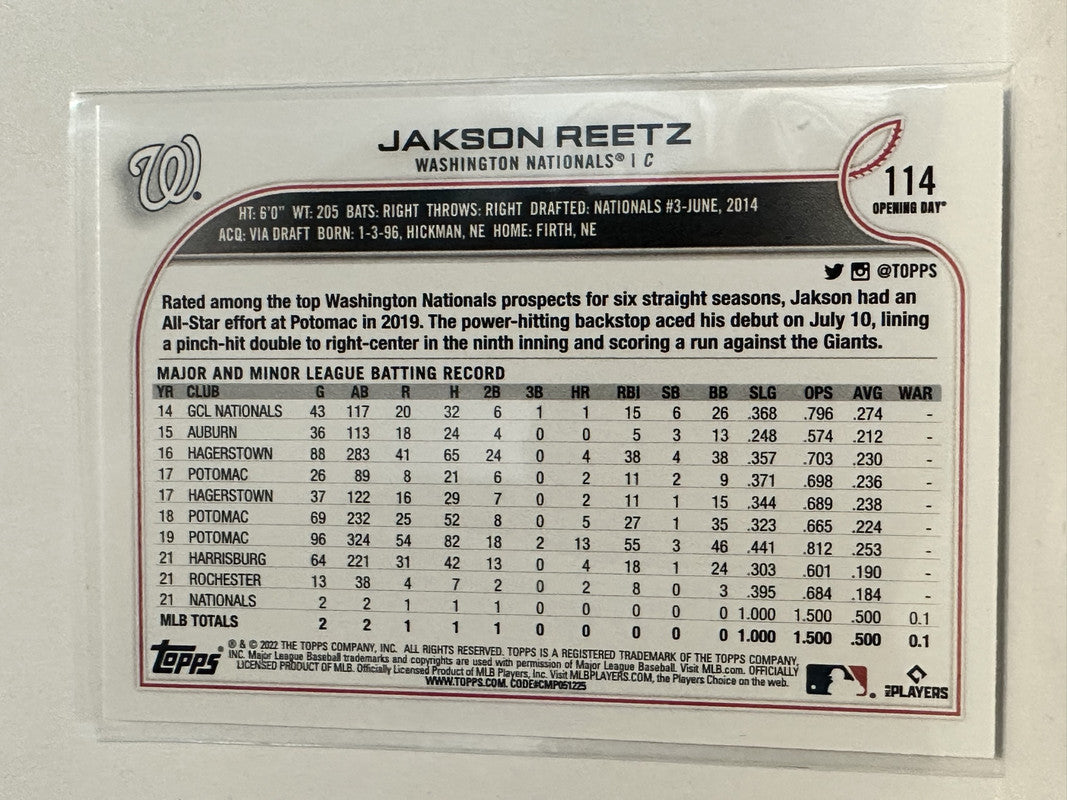 W
JAKSON REETZ
WASHINGTON NATIONALS® | C
114
OPENING DAY®
HT: 6'0" WT: 205 BATS: RIGHT THROWS: RIGHT DRAFTED: NATIONALS #3-JUNE, 2014
ACQ: VIA DRAFT BORN: 1-3-96, HICKMAN, NE HOME: FIRTH, NE
@TOPPS
Rated among the top Washington Nationals prospects for six straight seasons, Jakson had an
All-Star effort at Potomac in 2019. The power-hitting backstop aced his debut on July 10, lining
a pinch-hit double to right-center in the ninth inning and scoring a run against the Giants.
MAJOR AND MINOR LEAGUE BATTING RECORD
YR CLUB G AB R H 2B 3B HR RBI SB BB SLG OPS AVG WAR
14 GCL NATIONALS 43 117 20 32 6 1 1 15 6 26 .368 .796 .274 -
15 AUBURN 36 113 18 24 4 0 0 5 3 13 .248 .574 .212 -
16 HAGERSTOWN 88 283 41 65 24 0 4 38 4 38 .357 .703 .230 -
17 POTOMAC 26 89 8 21 6 0 2 11 2 9 .371 .698 .236 -
17 HAGERSTOWN 37 122 16 29 7 0 2 11 1 15 .344 .689 .238 -
18 POTOMAC 69 232 25 52 8 0 5 27 1 35 .323 .665 .224 -
19 POTOMAC 96 324 54 82 18 2 13 55 3 46 .441 .812 .253 -
21 HARRISBURG 64 221 31 42 13 0 4 18 1 24 .303 .601 .190 -
21 ROCHESTER 13 38 4 7 2 0 2 8 0 3 .395 .684 .184 -
21 NATIONALS 2 2 1 1 1 0 0 0 0 0 1.000 1.500 .500 0.1
MLB TOTALS 2 2 1 1 1 0 0 0 0 0 1.000 1.500 .500 0.1
Topps®
® & © 2022 THE TOPPS COMPANY, INC. ALL RIGHTS RESERVED. TOPPS IS A REGISTERED TRADEMARK OF THE TOPPS COMPANY,
INC. Major League Baseball trademarks and copyrights are used with permission of Major League Baseball. Visit MLB.com. OFFICIALLY
LICENSED PRODUCT OF MLB. Officially Licensed Product of MLB Players, Inc. Visit MLBPLAYERS.COM, the Players Choice on the web.
WWW.TOPPS.COM. CODE#CMP051225
MLB PLAYERS